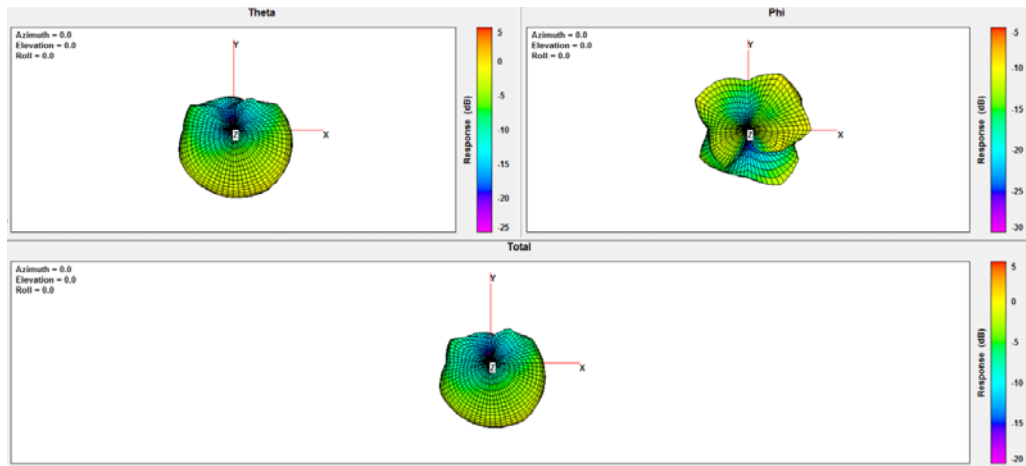 Theta
Azimuth = 0.0
Elevation = 0.0
Roll = 0.0
Y
X
Z
5
0
-5
-10
-15
-20
-25
Response (dB)
Phi
Azimuth = 0.0
Elevation = 0.0
Roll = 0.0
Y
X
Z
-5
-10
-15
-20
-25
-30
Response (dB)
Total
Azimuth = 0.0
Elevation = 0.0
Roll = 0.0
Y
X
Z
5
0
-5
-10
-15
-20
Response (dB)